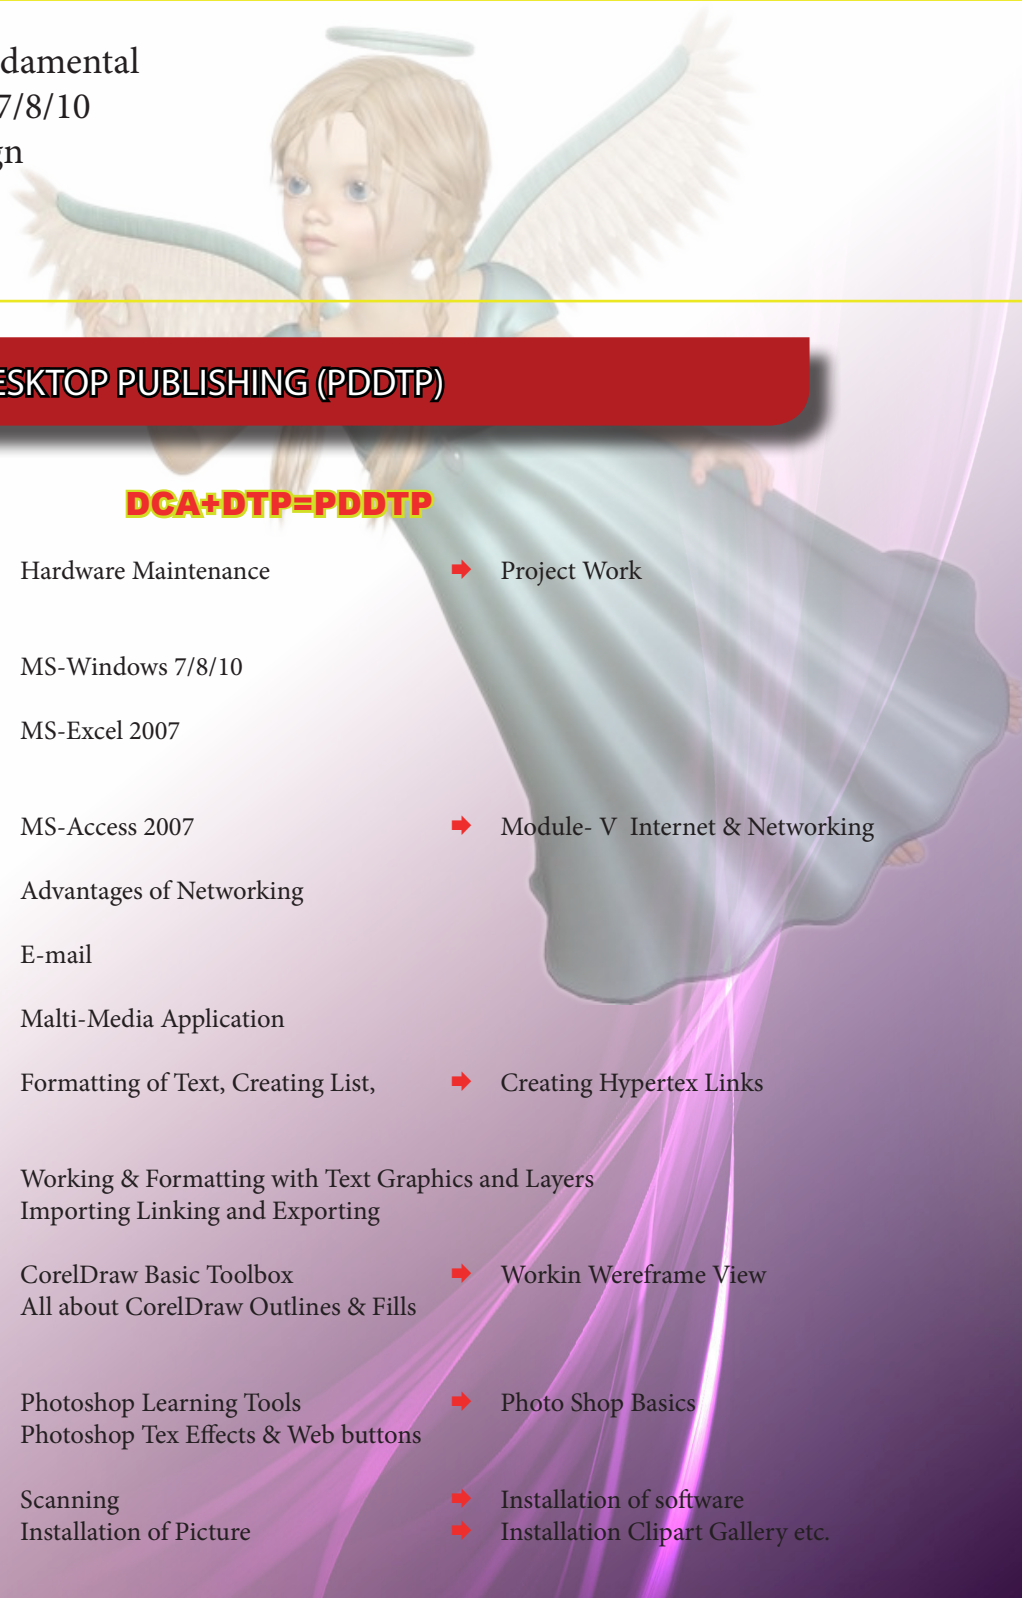 damental
7/8/10
gn
ESKTOP PUBLISHING (PDDTP)
DCA+DTP=PDDTP
Hardware Maintenance Project Work
MS-Windows 7/8/10
MS-Excel 2007
MS-Access 2007 Module- V Internet & Networking
Advantages of Networking
E-mail
Malti-Media Application
Formatting of Text, Creating List, Creating Hypertex Links
Working & Formatting with Text Graphics and Layers
Importing Linking and Exporting
CorelDraw Basic Toolbox Workin Wereframe View
All about CorelDraw Outlines & Fills
Photoshop Learning Tools Photo Shop Basics
Photoshop Tex Effects & Web buttons
Scanning Installation of software
Installation of Picture Installation Clipart Gallery etc.